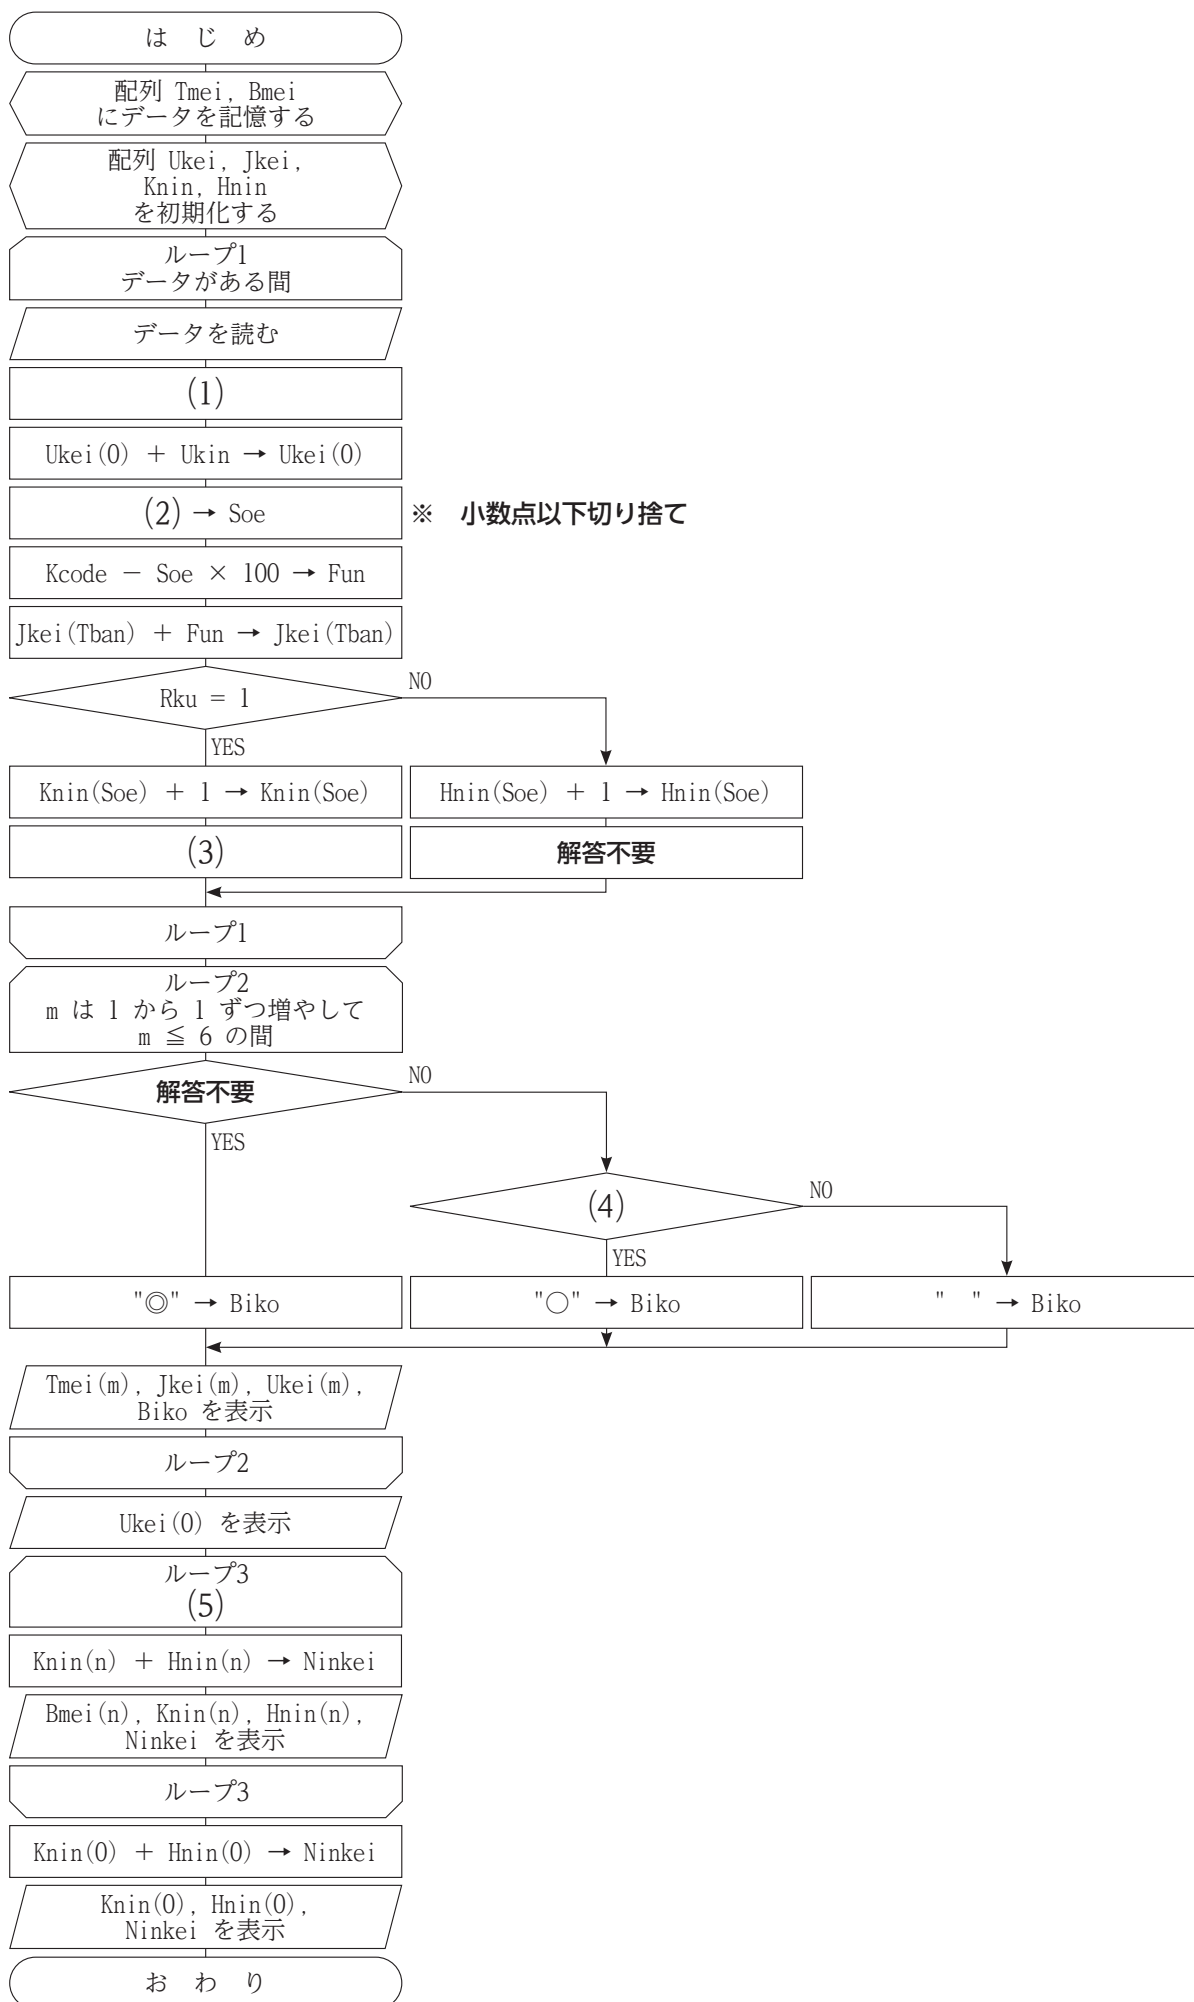 は じ め
配列 Tmei, Bmei
にデータを記憶する
配列 Ukei, Jkei,
Knin, Hnin
を初期化する
ループ1
データがある間
データを読む
(1)
Ukei(0) + Ukin → Ukei(0)
(2) → Soe ※ 小数点以下切り捨て
Kcode － Soe × 100 → Fun
Jkei(Tban) + Fun → Jkei(Tban)
Rku = 1 NO
YES
Knin(Soe) + 1 → Knin(Soe) Hnin(Soe) + 1 → Hnin(Soe)
(3) 解答不要
ループ1
ループ2
m は 1 から 1 ずつ増やして
m ≦ 6 の間
解答不要 NO
YES
(4) NO
YES
"◎" → Biko "○" → Biko "　" → Biko
Tmei(m), Jkei(m), Ukei(m),
Biko を表示
ループ2
Ukei(0) を表示
ループ3
(5)
Knin(n) + Hnin(n) → Ninkei
Bmei(n), Knin(n), Hnin(n),
Ninkei を表示
ループ3
Knin(0) + Hnin(0) → Ninkei
Knin(0), Hnin(0),
Ninkei を表示
お わ り